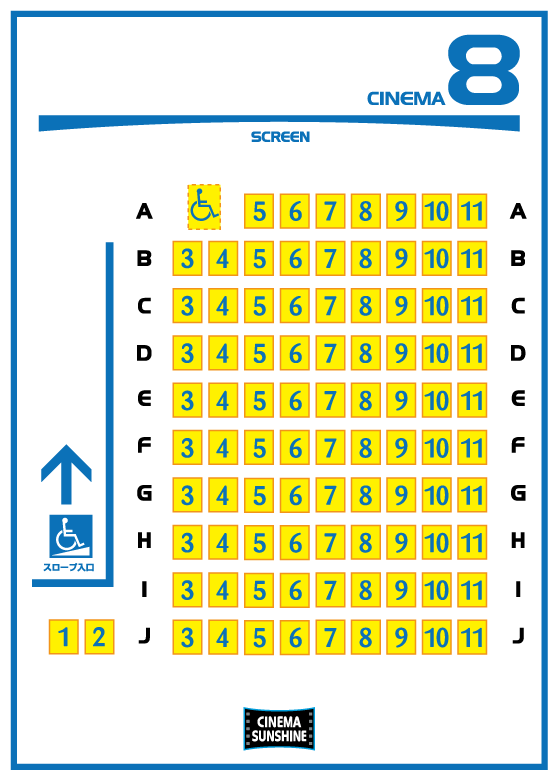 CINEMA 8
SCREEN
A 5 6 7 8 9 10 11 A
B 3 4 5 6 7 8 9 10 11 B
C 3 4 5 6 7 8 9 10 11 C
D 3 4 5 6 7 8 9 10 11 D
E 3 4 5 6 7 8 9 10 11 E
F 3 4 5 6 7 8 9 10 11 F
G 3 4 5 6 7 8 9 10 11 G
H 3 4 5 6 7 8 9 10 11 H
スロープ入口
I 3 4 5 6 7 8 9 10 11 I
1 2 J 3 4 5 6 7 8 9 10 11 J
CINEMA
SUNSHINE